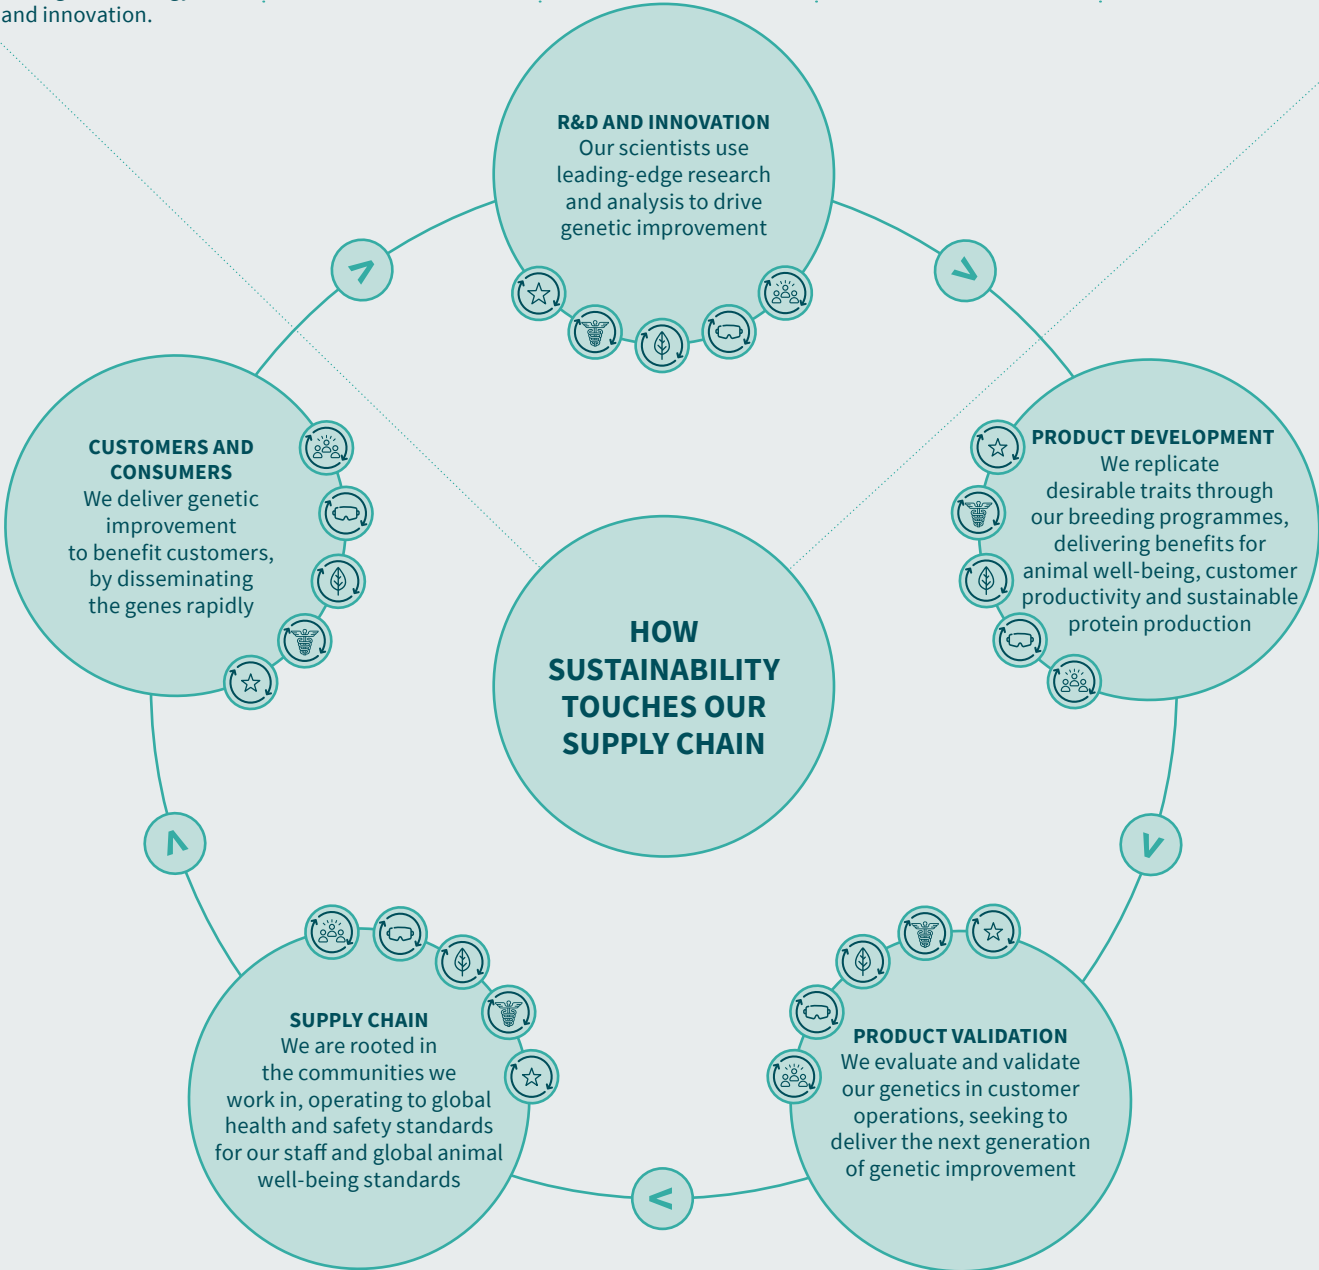 and innovation.
R&D AND INNOVATION
Our scientists use
leading-edge research
and analysis to drive
genetic improvement
PRODUCT DEVELOPMENT
We replicate
desirable traits through
our breeding programmes,
delivering benefits for
animal well-being, customer
productivity and sustainable
protein production
PRODUCT VALIDATION
We evaluate and validate
our genetics in customer
operations, seeking to
deliver the next generation
of genetic improvement
SUPPLY CHAIN
We are rooted in
the communities we
work in, operating to global
health and safety standards
for our staff and global animal
well-being standards
CUSTOMERS AND
CONSUMERS
We deliver genetic
improvement
to benefit customers,
by disseminating
the genes rapidly
HOW
SUSTAINABILITY
TOUCHES OUR
SUPPLY CHAIN